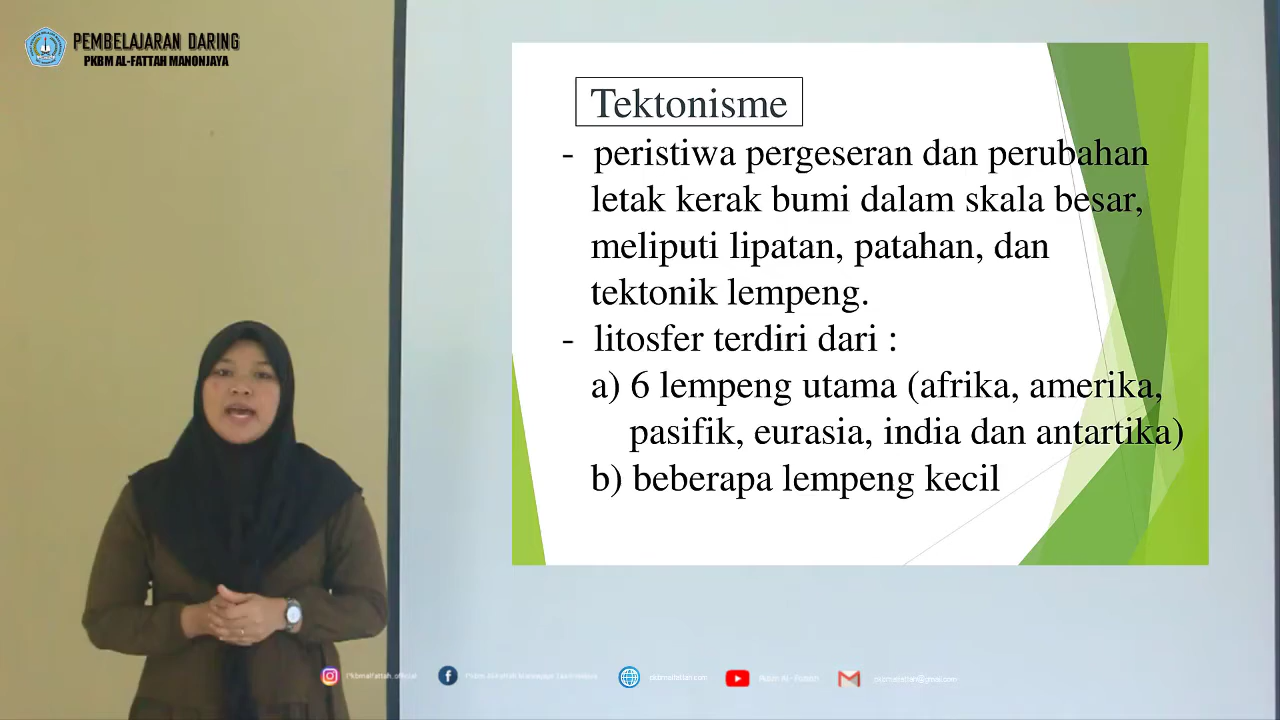 PEMBELAJARAN DARING
PKBM AL-FATTAH MANONJAYA
Tektonisme
- peristiwa pergeseran dan perubahan
letak kerak bumi dalam skala besar,
meliputi lipatan, patahan, dan
tektonik lempeng.
- litosfer terdiri dari :
a) 6 lempeng utama (afrika, amerika,
pasifik, eurasia, india dan antartika)
b) beberapa lempeng kecil